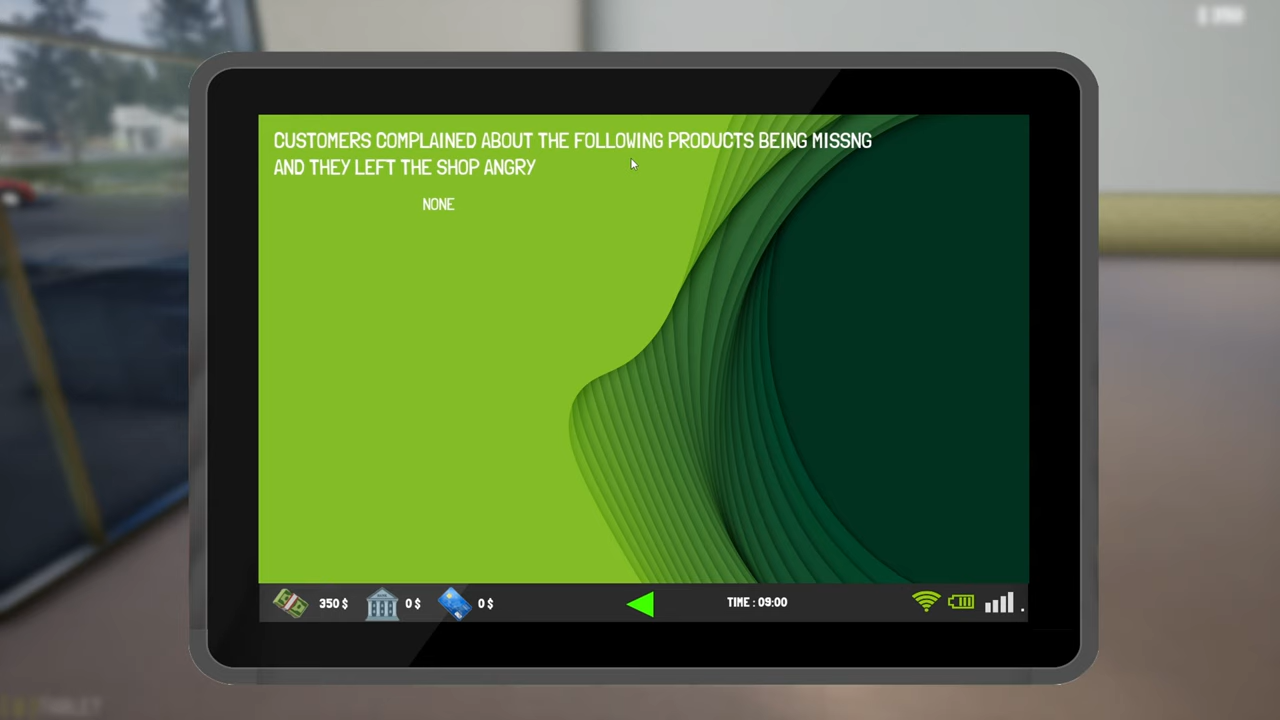 CUSTOMERS COMPLAINED ABOUT THE FOLLOWING PRODUCTS BEING MISSNG
AND THEY LEFT THE SHOP ANGRY
NONE
350 $ 0 $ 0 $ TIME : 09:00